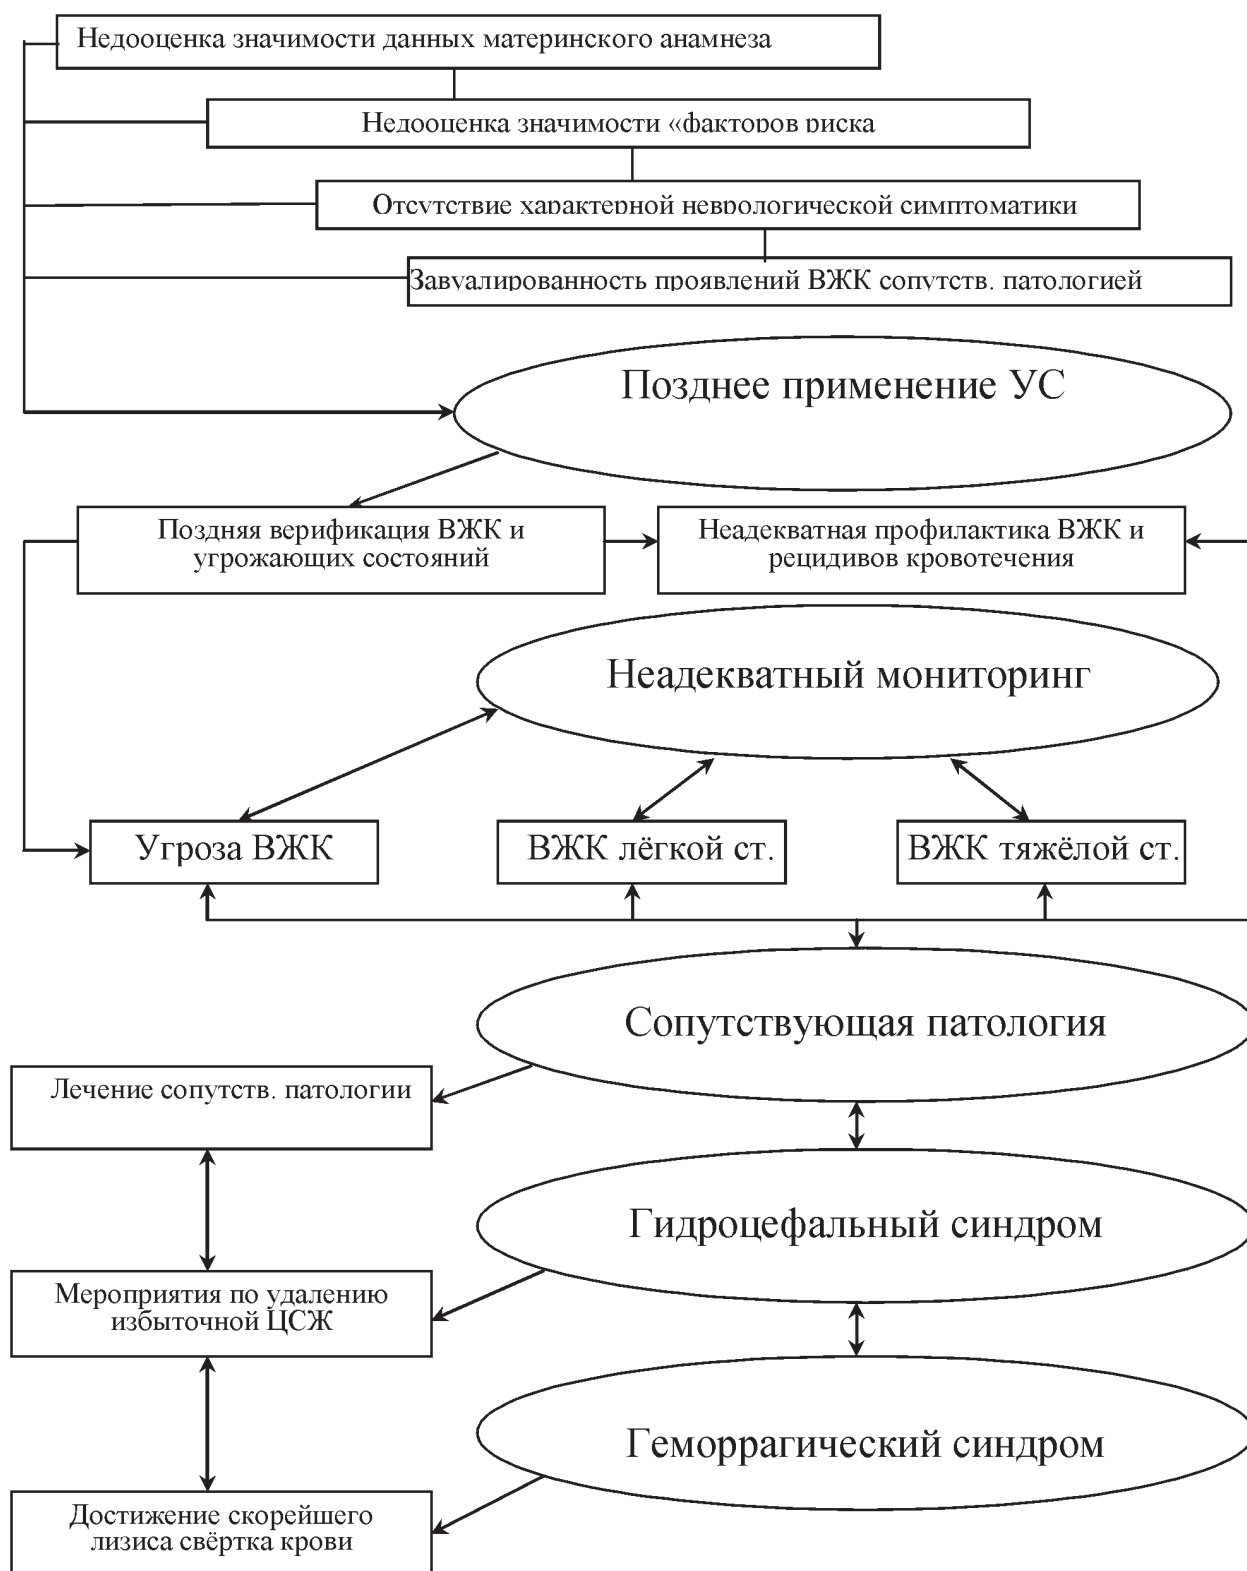 Недооценка значимости данных материнского анамнеза
Недооценка значимости «факторов риска
Отсутствие характерной неврологической симптоматики
Завуалированность проявлений ВЖК сопутств. патологией
Позднее применение УС
Поздняя верификация ВЖК и
угрожающих состояний
Неадекватная профилактика ВЖК и
рецидивов кровотечения
Неадекватный мониторинг
Угроза ВЖК
ВЖК лёгкой ст.
ВЖК тяжёлой ст.
Сопутствующая патология
Лечение сопутств. патологии
Гидроцефальный синдром
Мероприятия по удалению
избыточной ЦСЖ
Геморрагический синдром
Достижение скорейшего
лизиса свёртка крови